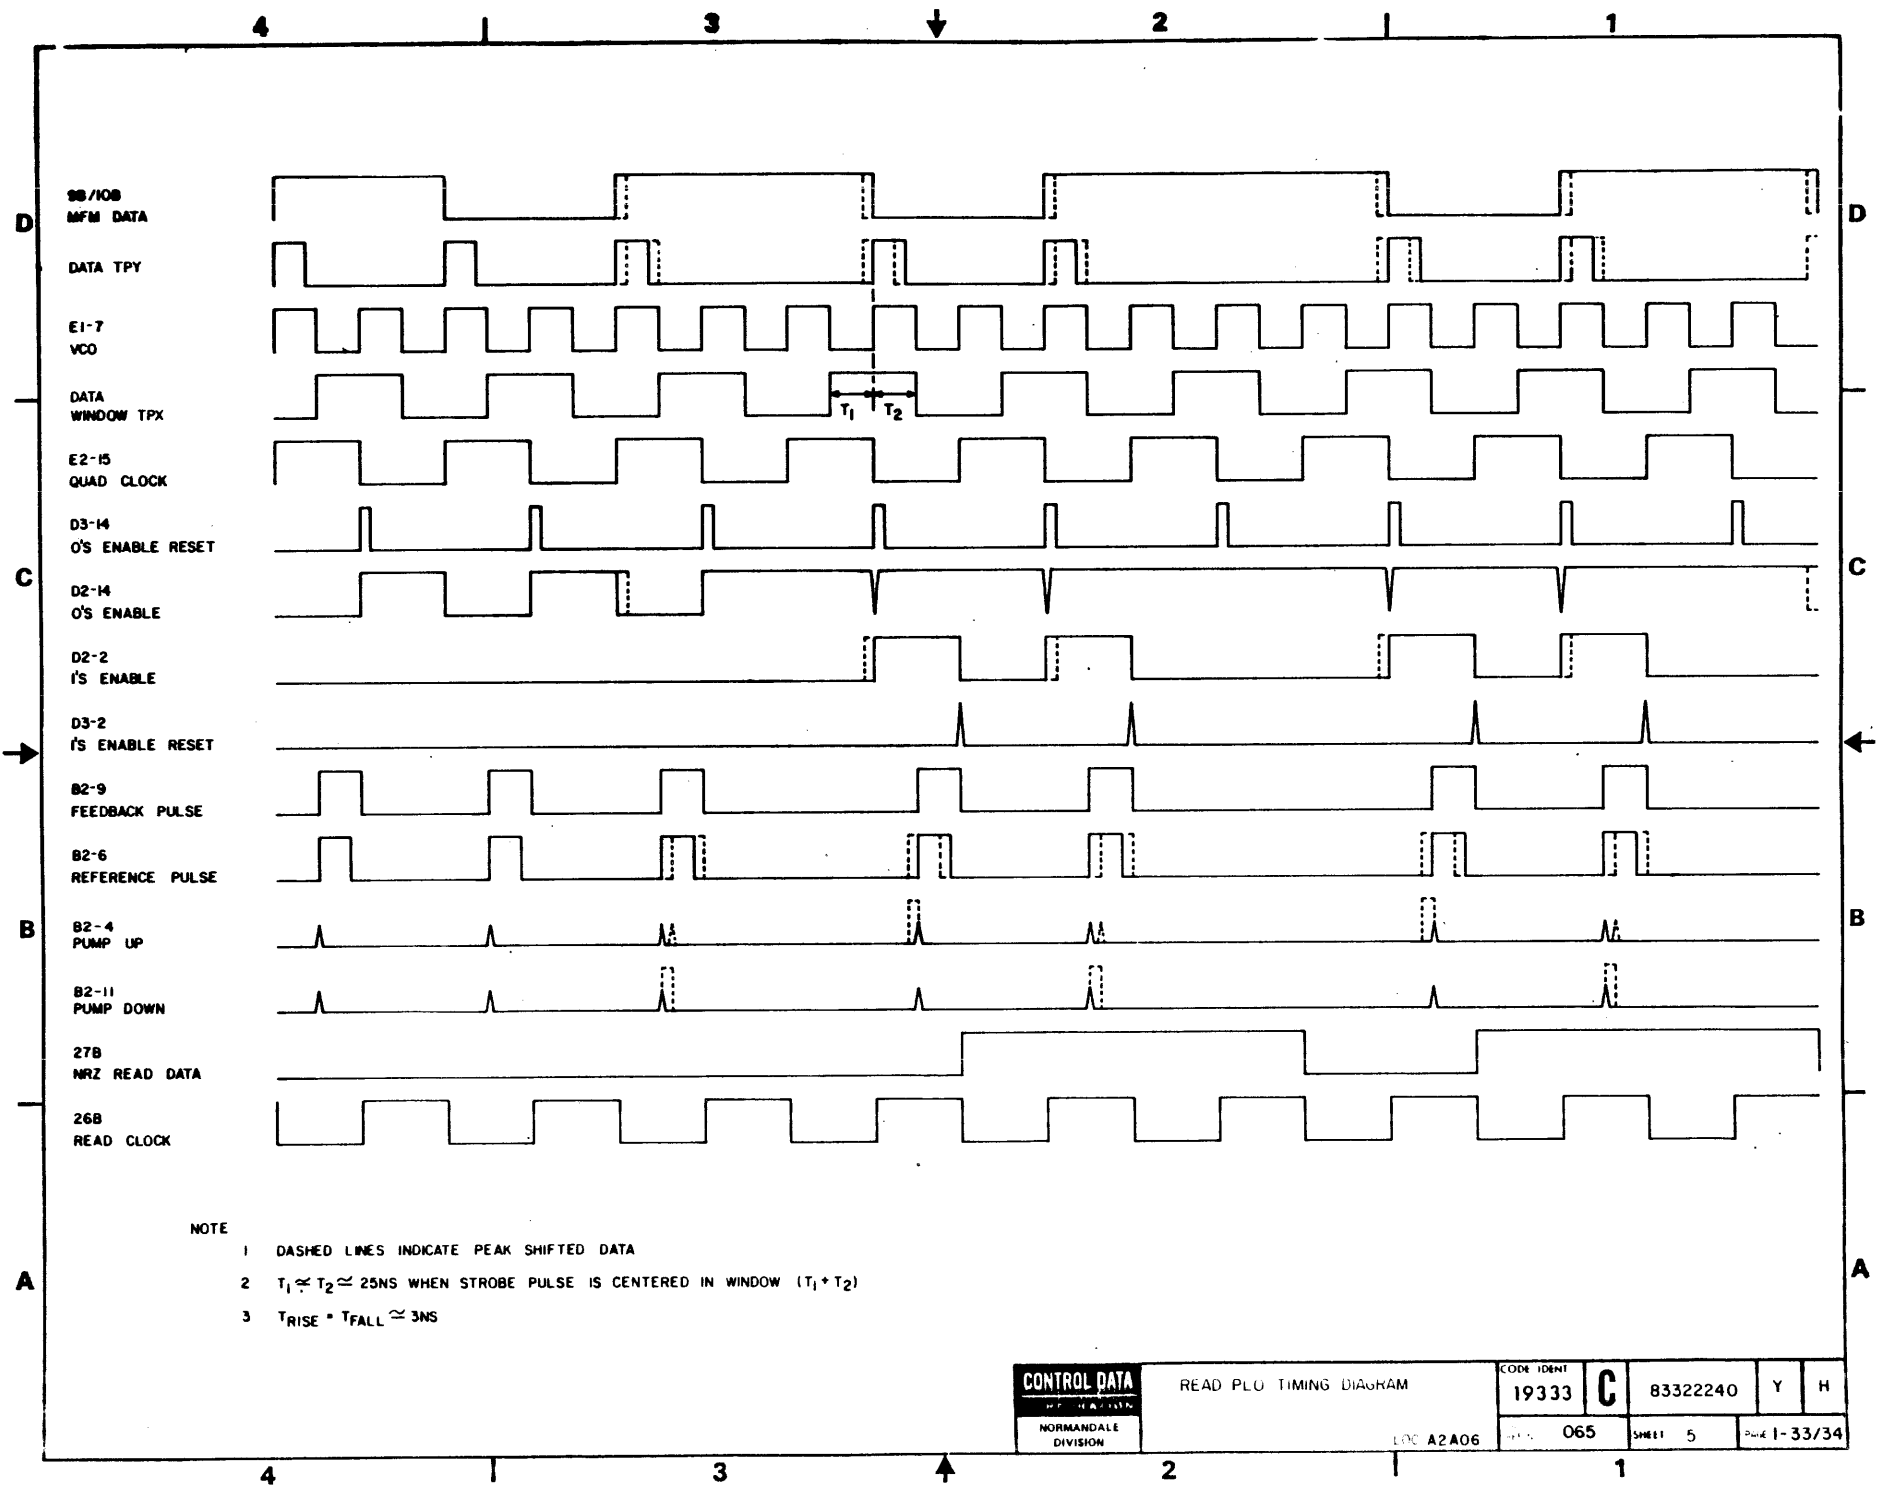 4 3 2 1
9B/10B
MFM DATA
D D
DATA TPY
E1-7
VCO
DATA
WINDOW TPX
T1 T2
E2-15
QUAD CLOCK
D3-14
O'S ENABLE RESET
C C
D2-14
O'S ENABLE
D2-2
I'S ENABLE
D3-2
I'S ENABLE RESET
B2-9
FEEDBACK PULSE
B2-6
REFERENCE PULSE
B B
B2-4
PUMP UP
B2-11
PUMP DOWN
27B
NRZ READ DATA
26B
READ CLOCK
NOTE
1 DASHED LINES INDICATE PEAK SHIFTED DATA
A A
2 T1 ≃ T2 ≃ 25NS WHEN STROBE PULSE IS CENTERED IN WINDOW (T1+T2)
3 TRISE = TFALL ≃ 3NS
CONTROL DATA
NORMANDALE
DIVISION
READ PLO TIMING DIAGRAM
LOC A2A06
CODE IDENT
19333 C 83322240 Y H
065 SHEET 5 PAGE 1-33/34
4 3 2 1